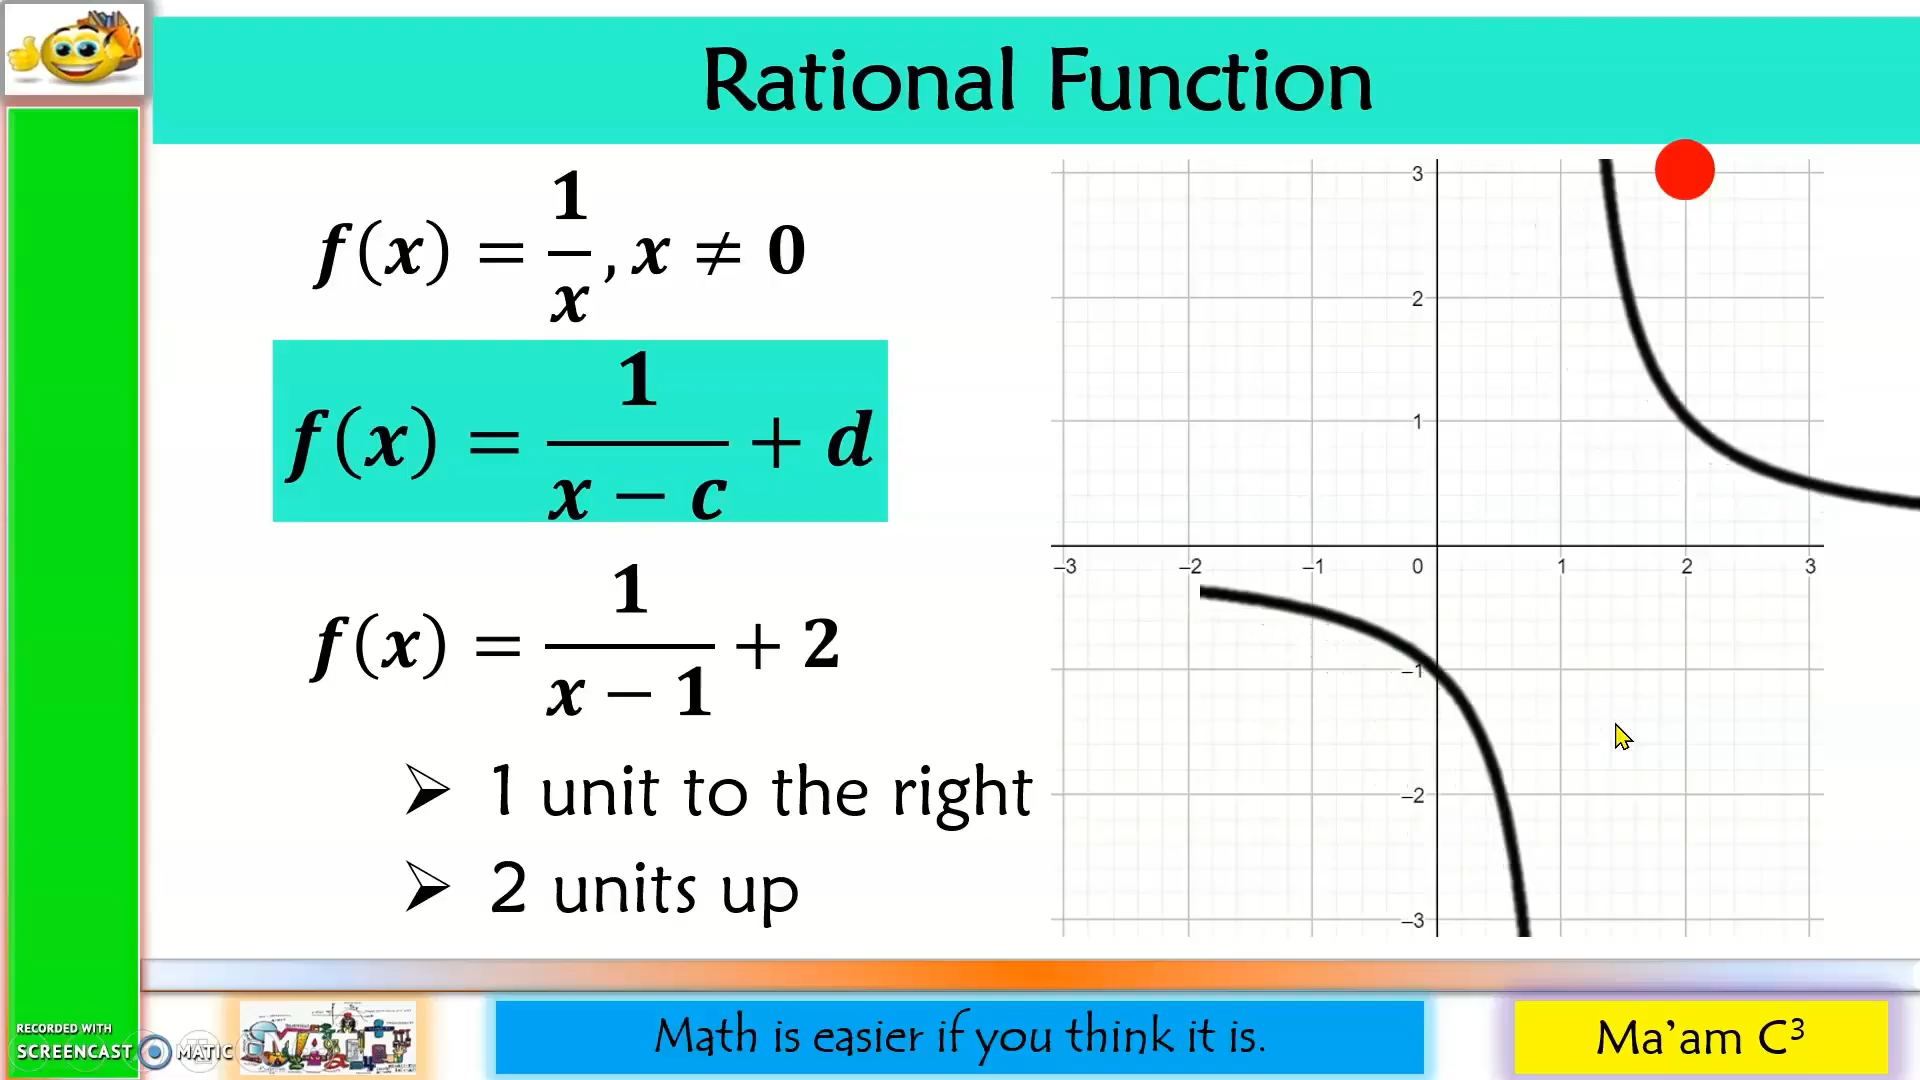 Rational Function
f(x) = 1/x, x ≠ 0
f(x) = 1/(x − c) + d
f(x) = 1/(x − 1) + 2
➢ 1 unit to the right
➢ 2 units up
3
2
1
–3 –2 –1 0 1 2 3
–1
–2
–3
RECORDED WITH
SCREENCAST MATIC
MATH
Math is easier if you think it is.
Ma’am C³